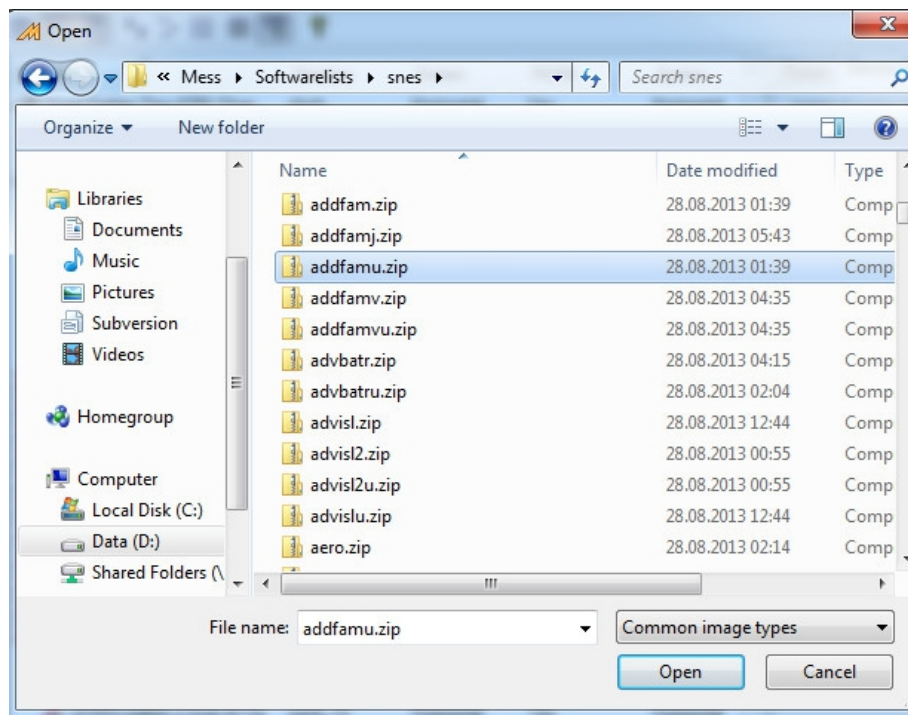 Open
« Mess ▸ Softwarelists ▸ snes ▸
Search snes
Organize ▾ New folder
Name Date modified Type
Libraries
Documents
Music
Pictures
Subversion
Videos
Homegroup
Computer
Local Disk (C:)
Data (D:)
Shared Folders (\
addfam.zip 28.08.2013 01:39 Comp
addfamj.zip 28.08.2013 05:43 Comp
addfamu.zip 28.08.2013 01:39 Comp
addfamv.zip 28.08.2013 04:35 Comp
addfamvu.zip 28.08.2013 04:35 Comp
advbatr.zip 28.08.2013 04:15 Comp
advbatru.zip 28.08.2013 02:04 Comp
advisl.zip 28.08.2013 12:44 Comp
advisl2.zip 28.08.2013 00:55 Comp
advisl2u.zip 28.08.2013 00:55 Comp
advislu.zip 28.08.2013 12:44 Comp
aero.zip 28.08.2013 02:14 Comp
File name: addfamu.zip
Common image types
Open Cancel